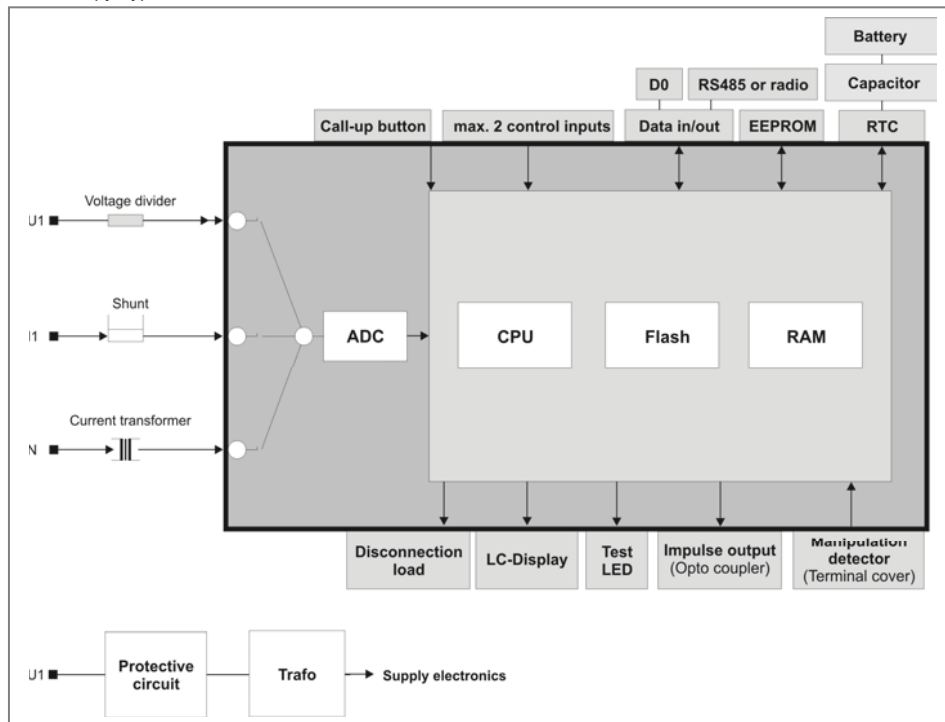 Battery
D0
RS485 or radio
Capacitor
Call-up button
max. 2 control inputs
Data in/out
EEPROM
RTC
Voltage divider
U1
Shunt
I1
ADC
CPU
Flash
RAM
Current transformer
N
Disconnection
load
LC-Display
Test
LED
Impulse output
(Opto coupler)
Manipulation
detector
(Terminal cover)
U1
Protective
circuit
Trafo
Supply electronics